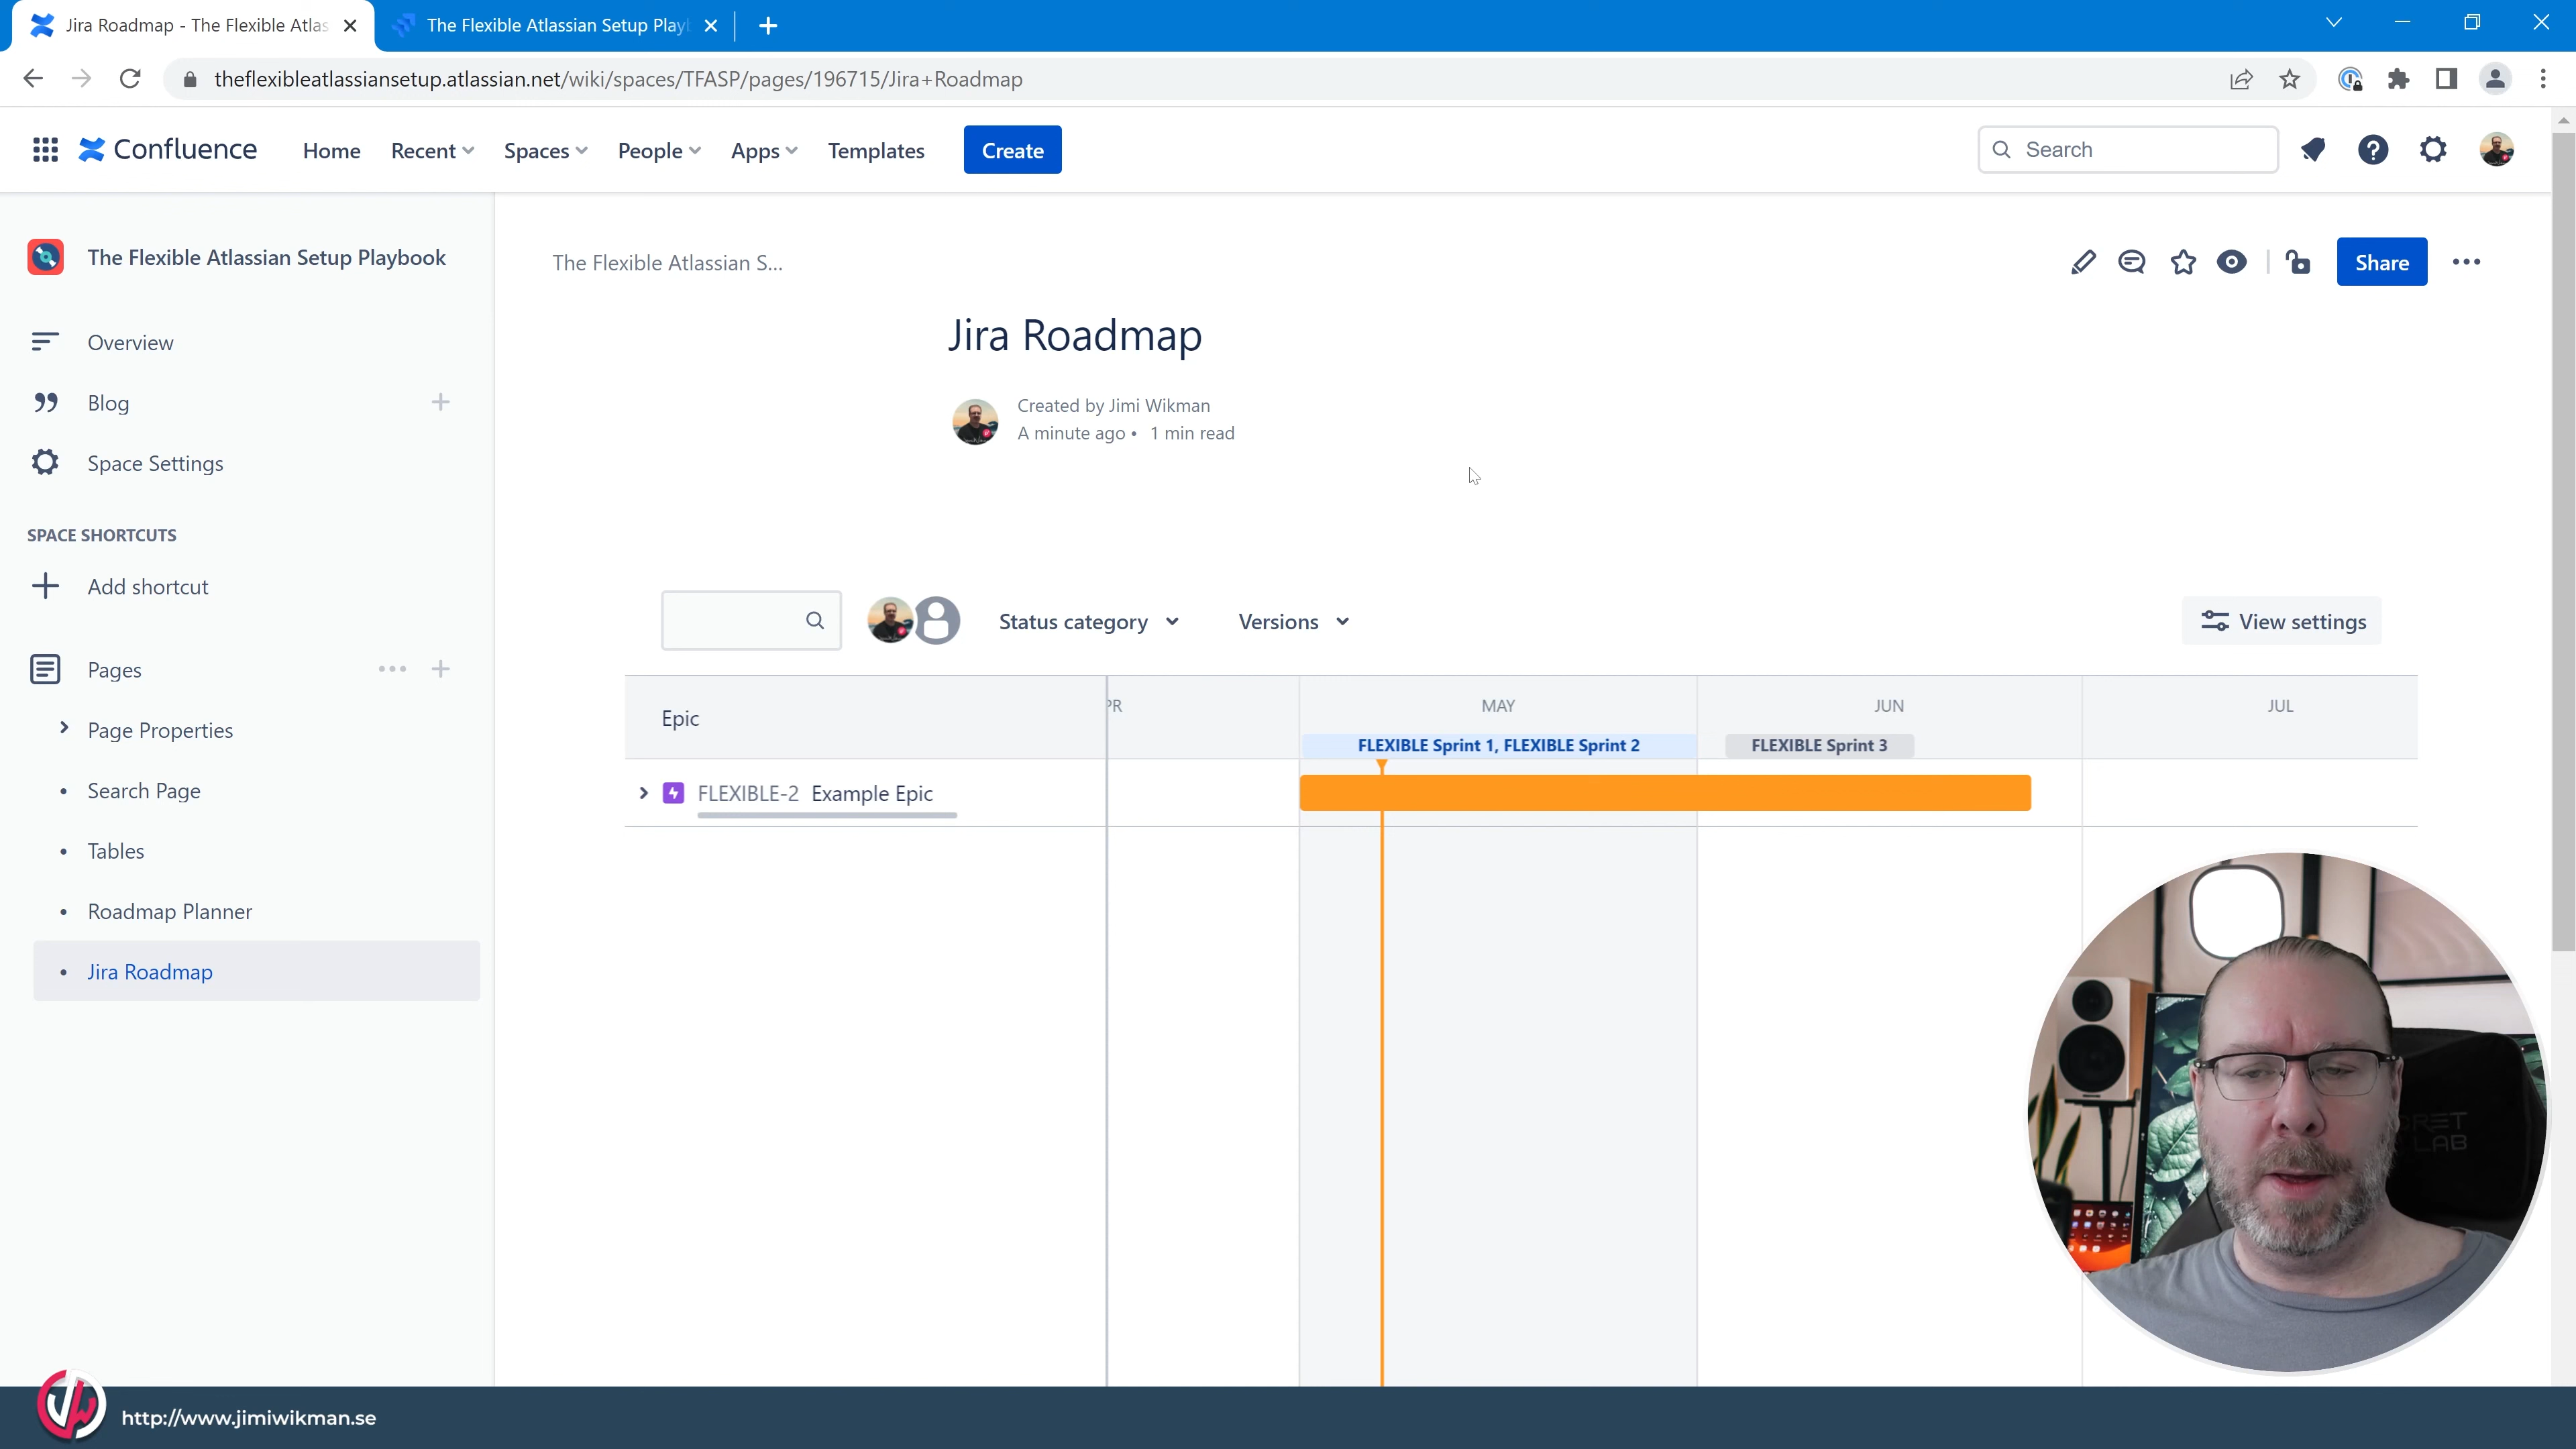 Jira Roadmap - The Flexible Atlas
The Flexible Atlassian Setup Play
theflexibleatlassiansetup.atlassian.net/wiki/spaces/TFASP/pages/196715/Jira+Roadmap
Confluence
Home
Recent
Spaces
People
Apps
Templates
Create
Search
The Flexible Atlassian Setup Playbook
Overview
Blog
Space Settings
SPACE SHORTCUTS
Add shortcut
Pages
Page Properties
Search Page
Tables
Roadmap Planner
Jira Roadmap
The Flexible Atlassian S...
Share
Jira Roadmap
Created by Jimi Wikman
A minute ago • 1 min read
Status category
Versions
View settings
Epic
PR
MAY
JUN
JUL
FLEXIBLE Sprint 1, FLEXIBLE Sprint 2
FLEXIBLE Sprint 3
FLEXIBLE-2 Example Epic
LAB
http://www.jimiwikman.se